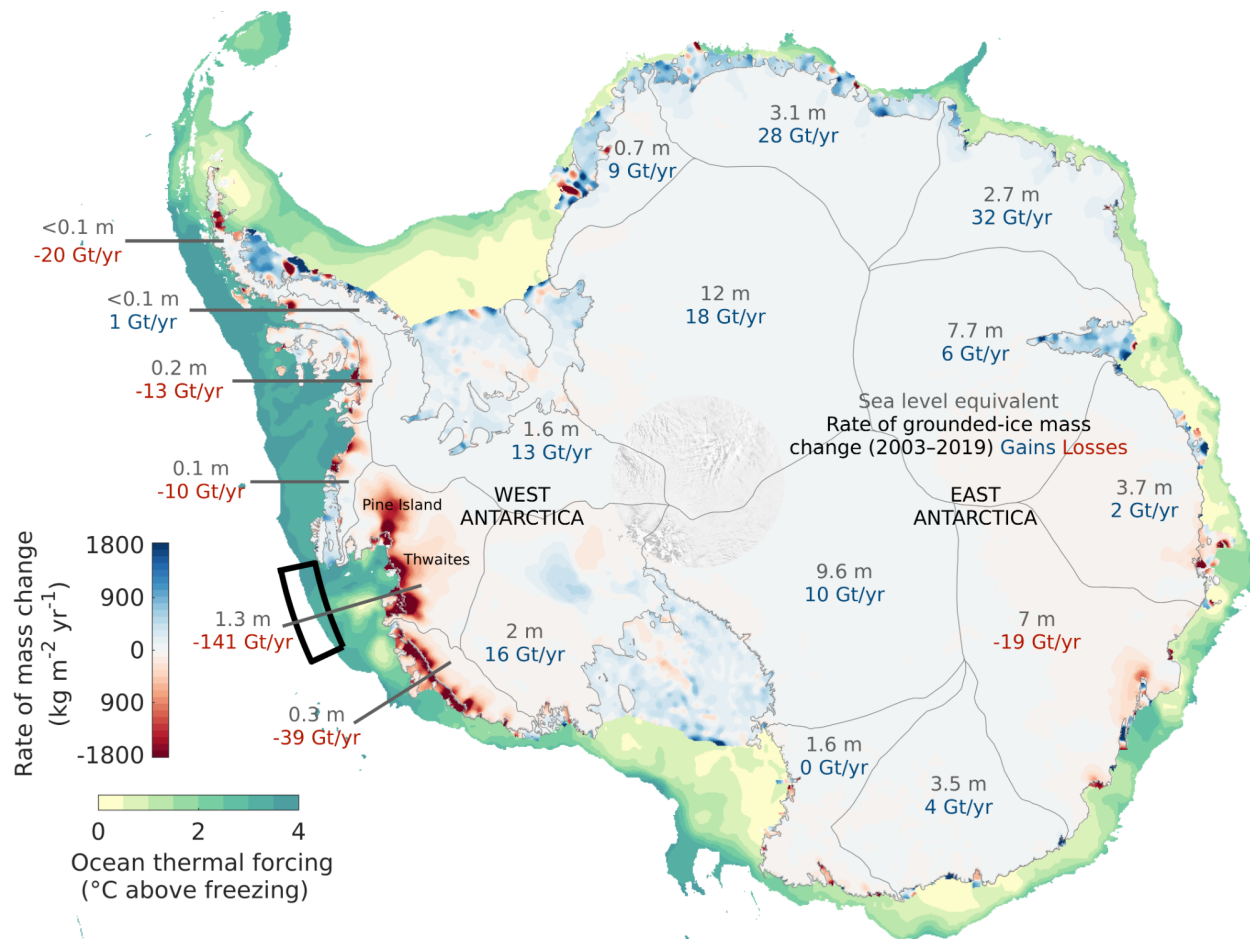 3.1 m
28 Gt/yr
0.7 m
9 Gt/yr
2.7 m
32 Gt/yr
<0.1 m
-20 Gt/yr
<0.1 m
1 Gt/yr
12 m
18 Gt/yr
7.7 m
6 Gt/yr
0.2 m
-13 Gt/yr
Sea level equivalent
Rate of grounded-ice mass
change (2003–2019) Gains Losses
1.6 m
13 Gt/yr
0.1 m
-10 Gt/yr
Pine Island
WEST
ANTARCTICA
EAST
ANTARCTICA
3.7 m
2 Gt/yr
Thwaites
9.6 m
10 Gt/yr
1.3 m
-141 Gt/yr
2 m
16 Gt/yr
7 m
-19 Gt/yr
0.3 m
-39 Gt/yr
1.6 m
0 Gt/yr
3.5 m
4 Gt/yr
Rate of mass change
(kg m⁻² yr⁻¹)
1800
900
0
900
-1800
0 2 4
Ocean thermal forcing
(°C above freezing)